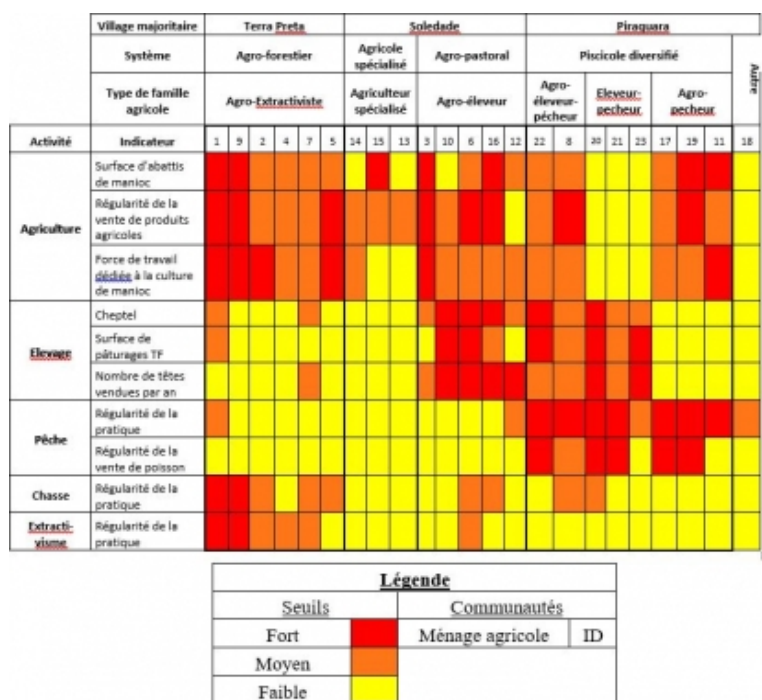 Village majoritaire Terra Preta Soledade Piraquara
Système Agro-forestier Agricole spécialisé Agro-pastoral Piscicole diversifié Autre
Type de famille agricole Agro-Extractiviste Agriculteur spécialisé Agro-éleveur Agro-éleveur-pêcheur Eleveur-pecheur Agro-pecheur
Activité Indicateur 1 9 2 4 7 5 14 15 13 3 10 6 16 12 22 8 20 21 23 17 19 11 18
Agriculture
Surface d'abattis
de manioc
Régularité de la
vente de produits
agricoles
Force de travail
dédiée à la culture
de manioc
Elevage
Cheptel
Surface de
pâturages TF
Nombre de têtes
vendues par an
Pêche
Régularité de la
pratique
Régularité de la
vente de poisson
Chasse
Régularité de la
pratique
Extracti-
visme
Régularité de la
pratique
Légende
Seuils Communautés
Fort Ménage agricole ID
Moyen
Faible